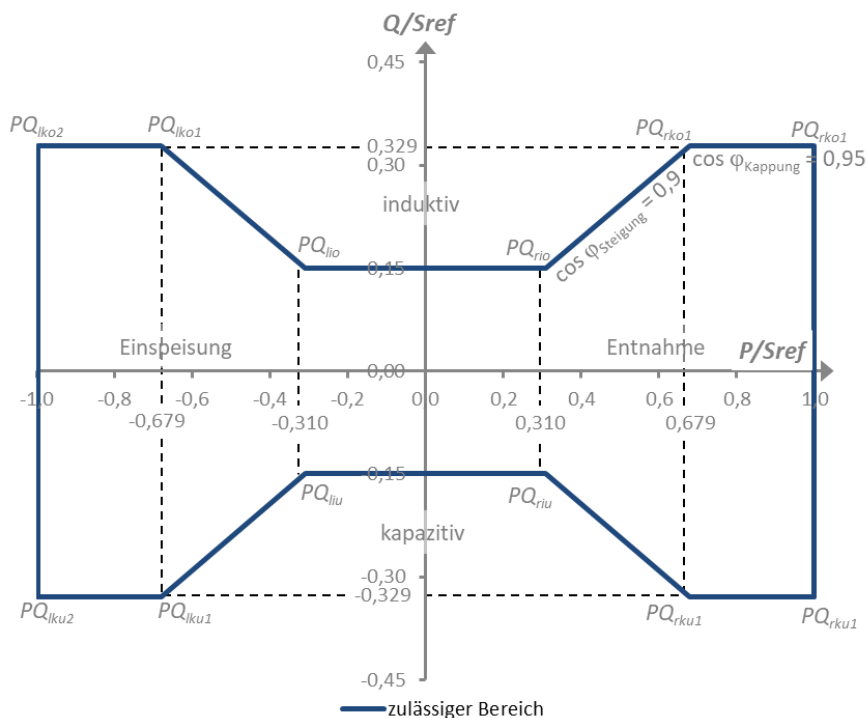 Q/Sref
0,45
PQlko2 PQlko1 PQrko1 PQrko1
0,329
cos φKappung = 0,95
0,30
induktiv
cos φSteigung = 0,9
PQlio PQrio
0,15
Einspeisung Entnahme P/Sref
0,00
-1,0 -0,8 -0,6 -0,4 -0,2 0,0 0,2 0,4 0,6 0,8 1,0
-0,679 -0,310 0,310 0,679
-0,15
PQliu PQriu
kapazitiv
-0,30
-0,329
PQlku2 PQlku1 PQrku1 PQrku1
-0,45
zulässiger Bereich